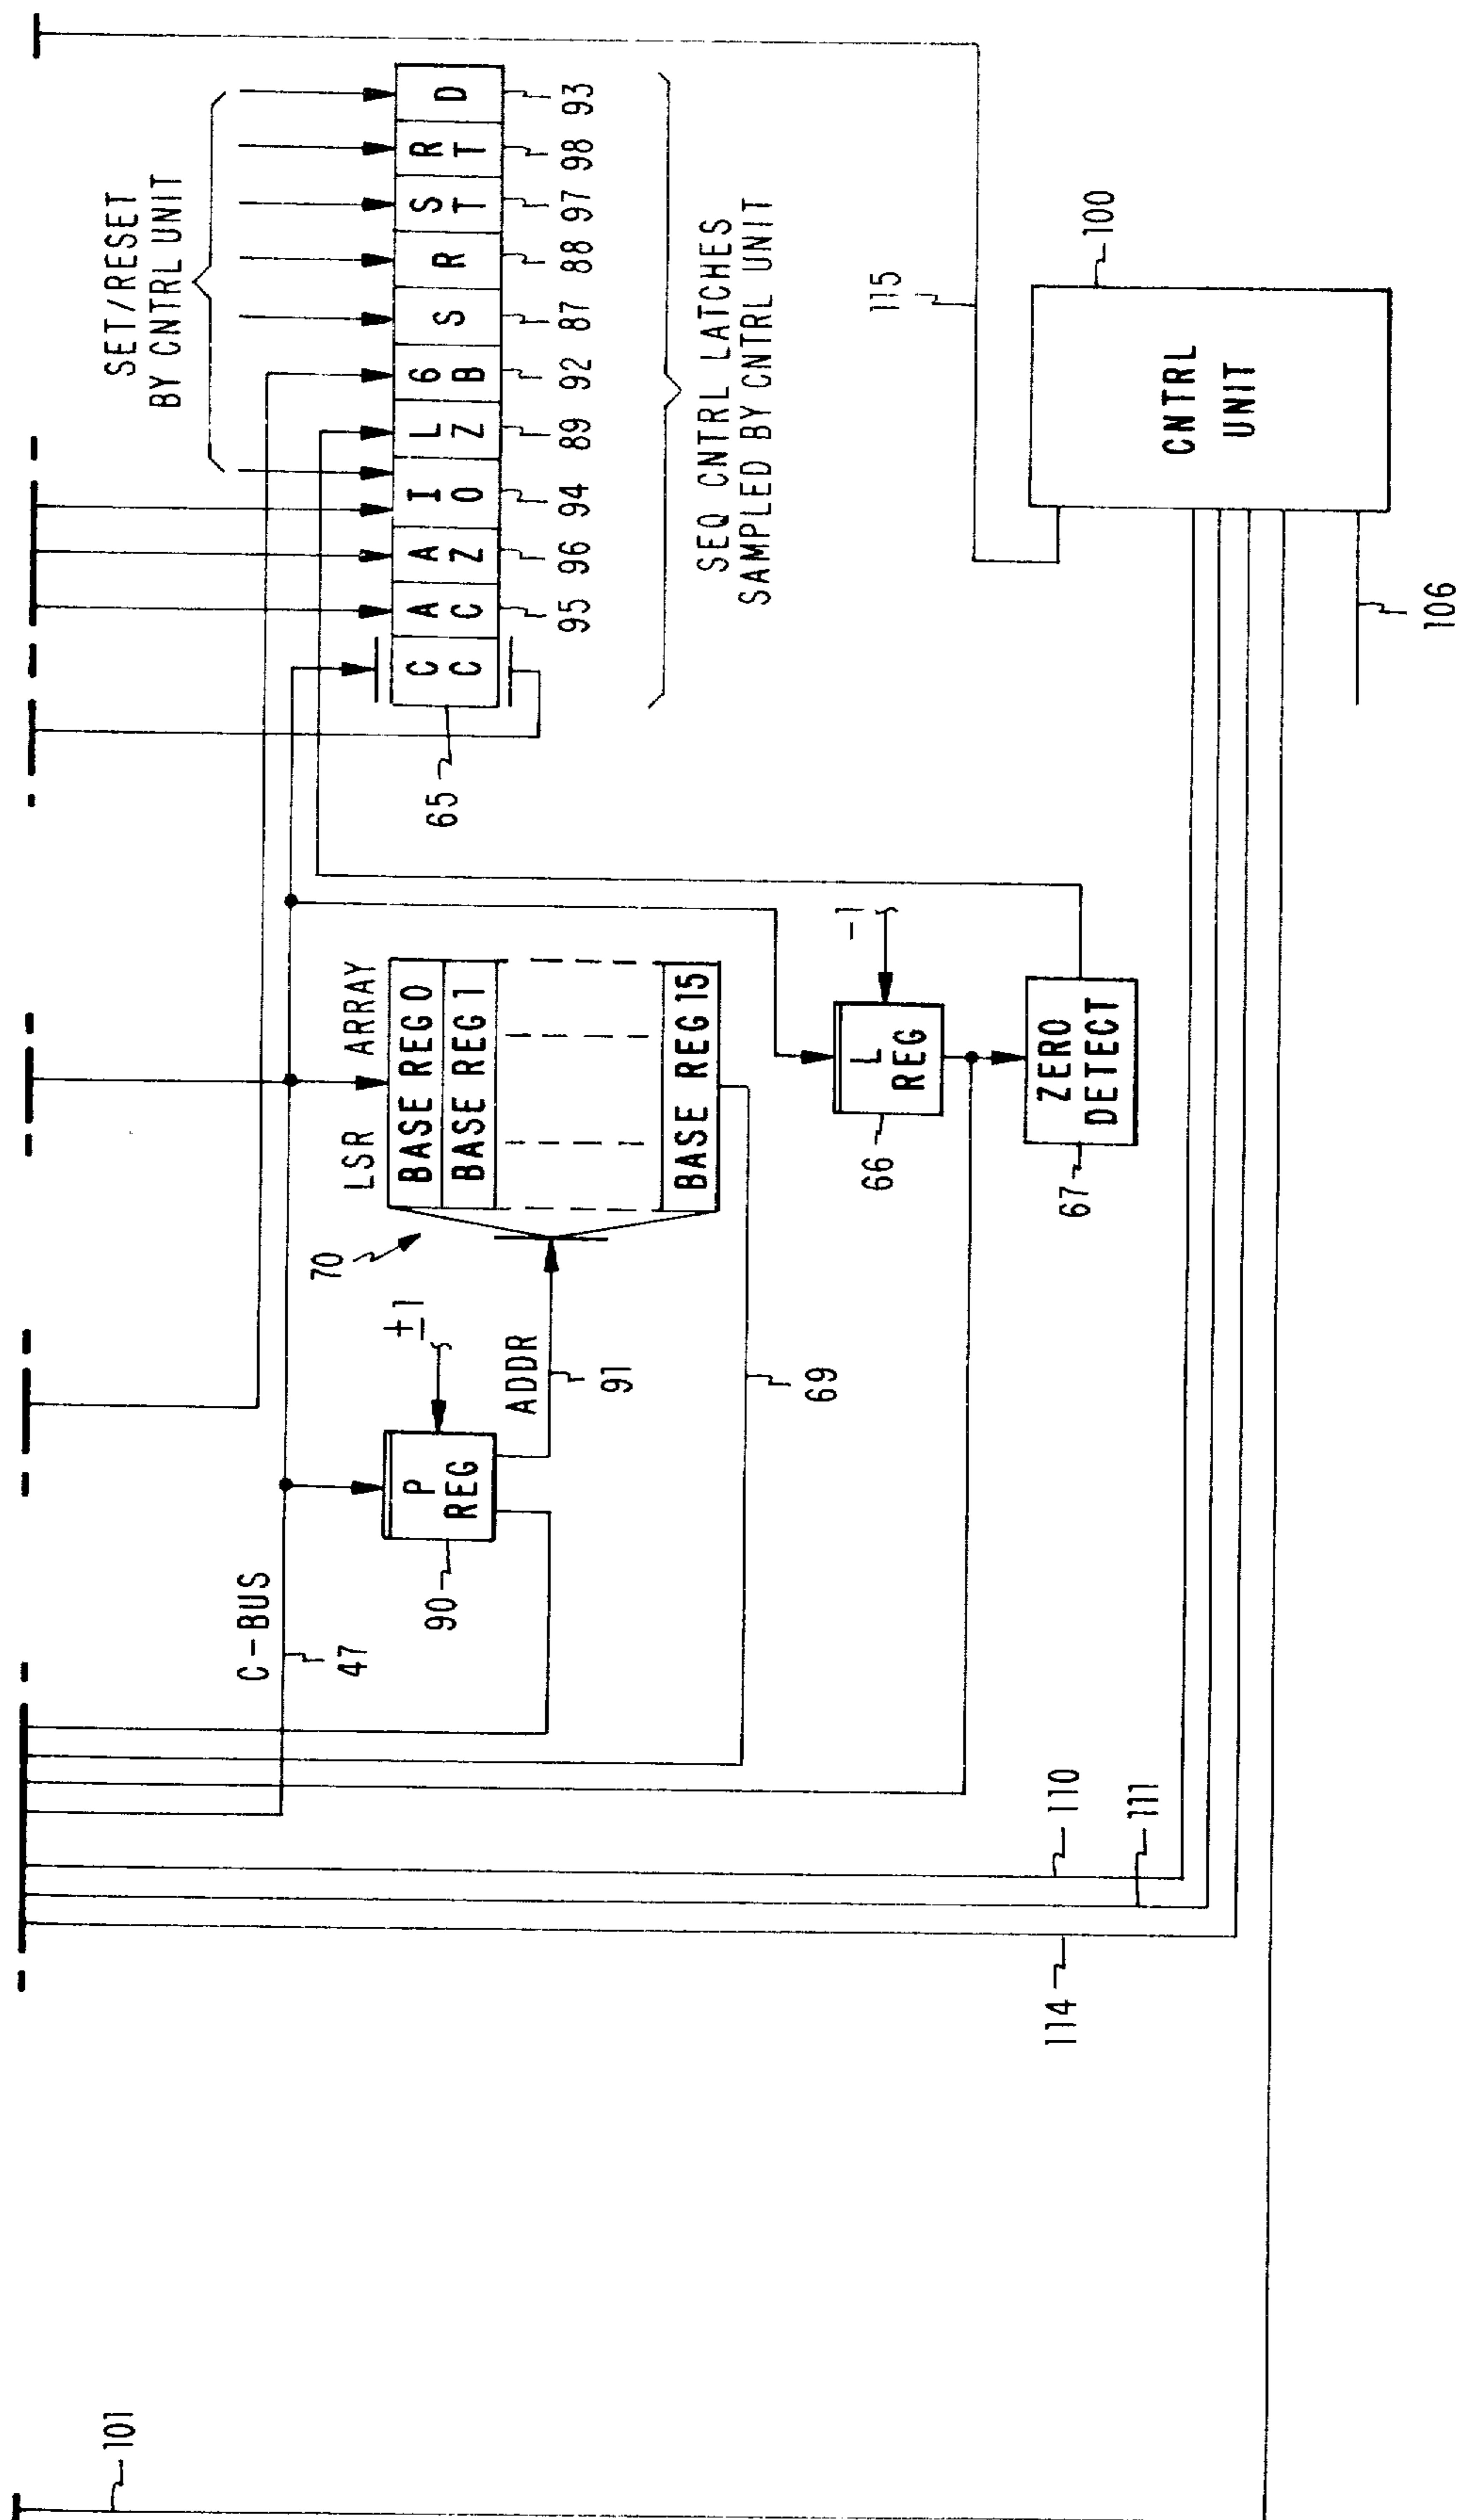 SET/RESET
BY CNTRL UNIT
C C
A C
A Z
I O
L Z
6 B
S
R
S T
R T
D
65
95
96
94
89
92
87
88
97
98
93
SEQ CNTRL LATCHES
SAMPLED BY CNTRL UNIT
C-BUS
47
P
REG
90
±1
ADDR
91
70
LSR ARRAY
BASE REG 0
BASE REG 1
BASE REG 15
69
L
REG
66
-1
ZERO
DETECT
67
115
CNTRL
UNIT
100
106
110
111
114
101